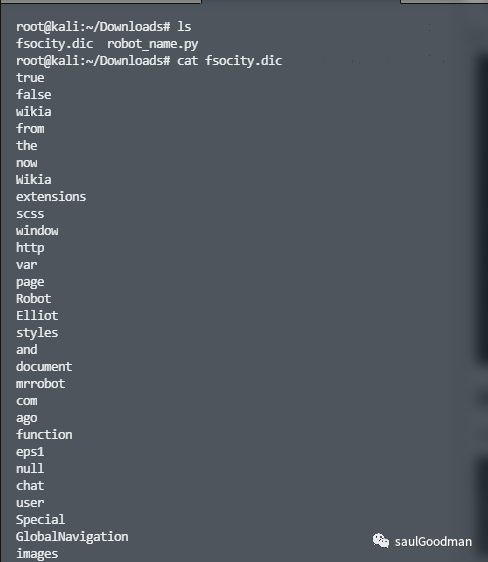 root@kali:~/Downloads# ls
fsocity.dic  robot_name.py
root@kali:~/Downloads# cat fsocity.dic
true
false
wikia
from
the
now
Wikia
extensions
scss
window
http
var
page
Robot
Elliot
styles
and
document
mrrobot
com
ago
function
eps1
null
chat
user
Special
GlobalNavigation
images
saulGoodman